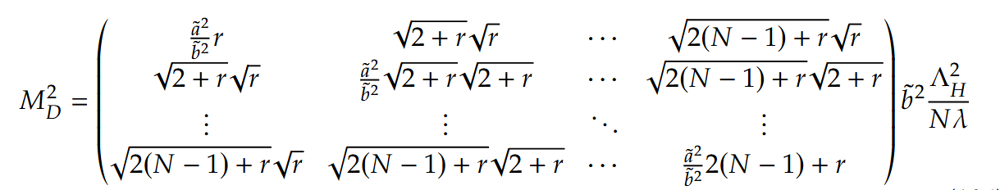 $$M_D^2 = \begin{pmatrix} \frac{\tilde{a}^2}{\tilde{b}^2} r & \sqrt{2+r}\sqrt{r} & \cdots & \sqrt{2(N-1)+r}\sqrt{r} \\ \sqrt{2+r}\sqrt{r} & \frac{\tilde{a}^2}{\tilde{b}^2}\sqrt{2+r}\sqrt{2+r} & \cdots & \sqrt{2(N-1)+r}\sqrt{2+r} \\ \vdots & \vdots & \ddots & \vdots \\ \sqrt{2(N-1)+r}\sqrt{r} & \sqrt{2(N-1)+r}\sqrt{2+r} & \cdots & \frac{\tilde{a}^2}{\tilde{b}^2} 2(N-1)+r \end{pmatrix} \tilde{b}^2 \frac{\Lambda_H^2}{N\lambda}$$